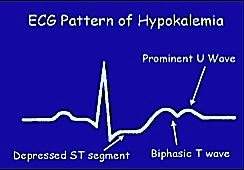 ECG Pattern of Hypokalemia
Prominent U Wave
Depressed ST segment
Biphasic T wave